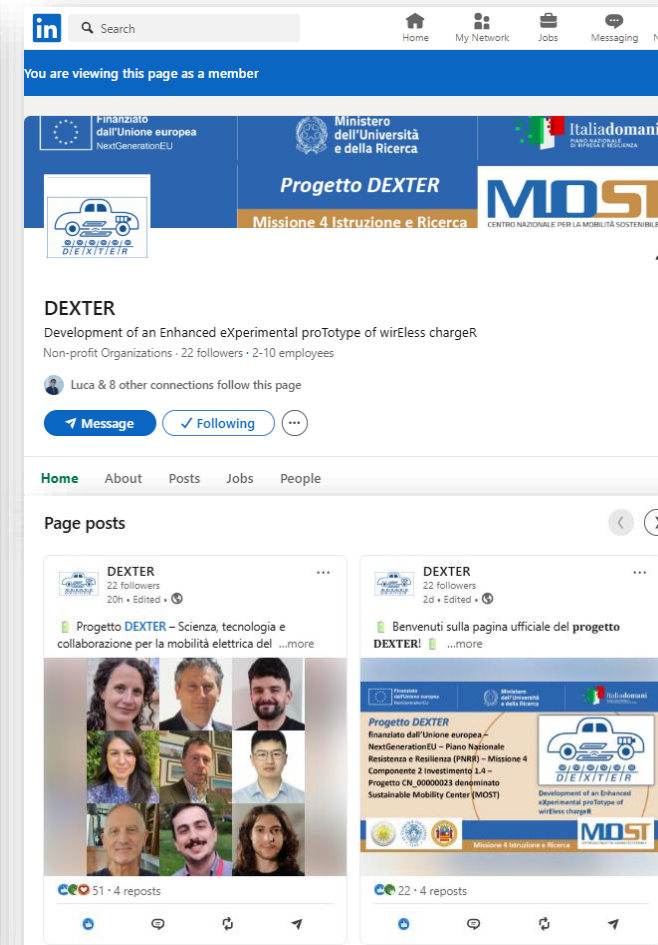 in
Search
Home
My Network
Jobs
Messaging
You are viewing this page as a member
Finanziato
dall'Unione europea
NextGenerationEU
Ministero
dell'Università
e della Ricerca
Italiadomani
PIANO NAZIONALE
DI RIPRESA E RESILIENZA
Progetto DEXTER
Missione 4 Istruzione e Ricerca
MOST
CENTRO NAZIONALE PER LA MOBILITÀ SOSTENIBILE
D/E/X/T/E/R
DEXTER
Development of an Enhanced eXperimental proTotype of wirEless chargeR
Non-profit Organizations · 22 followers · 2-10 employees
Luca & 8 other connections follow this page
Message
Following
Home
About
Posts
Jobs
People
Page posts
DEXTER
22 followers
20h • Edited •
Progetto DEXTER – Scienza, tecnologia e
collaborazione per la mobilità elettrica del ...more
51 · 4 reposts
DEXTER
22 followers
2d • Edited •
Benvenuti sulla pagina ufficiale del progetto
DEXTER! ...more
Finanziato
dall'Unione europea
NextGenerationEU
Ministero
dell'Università
e della Ricerca
Italiadomani
Progetto DEXTER
finanziato dall'Unione europea –
NextGenerationEU – Piano Nazionale
Resistenza e Resilienza (PNRR) – Missione 4
Componente 2 Investimento 1.4 –
Progetto CN_00000023 denominato
Sustainable Mobility Center (MOST)
D/E/X/T/E/R
Development of an Enhanced
eXperimental proTotype of
wirEless chargeR
Missione 4 Istruzione e Ricerca
MOST
22 · 4 reposts